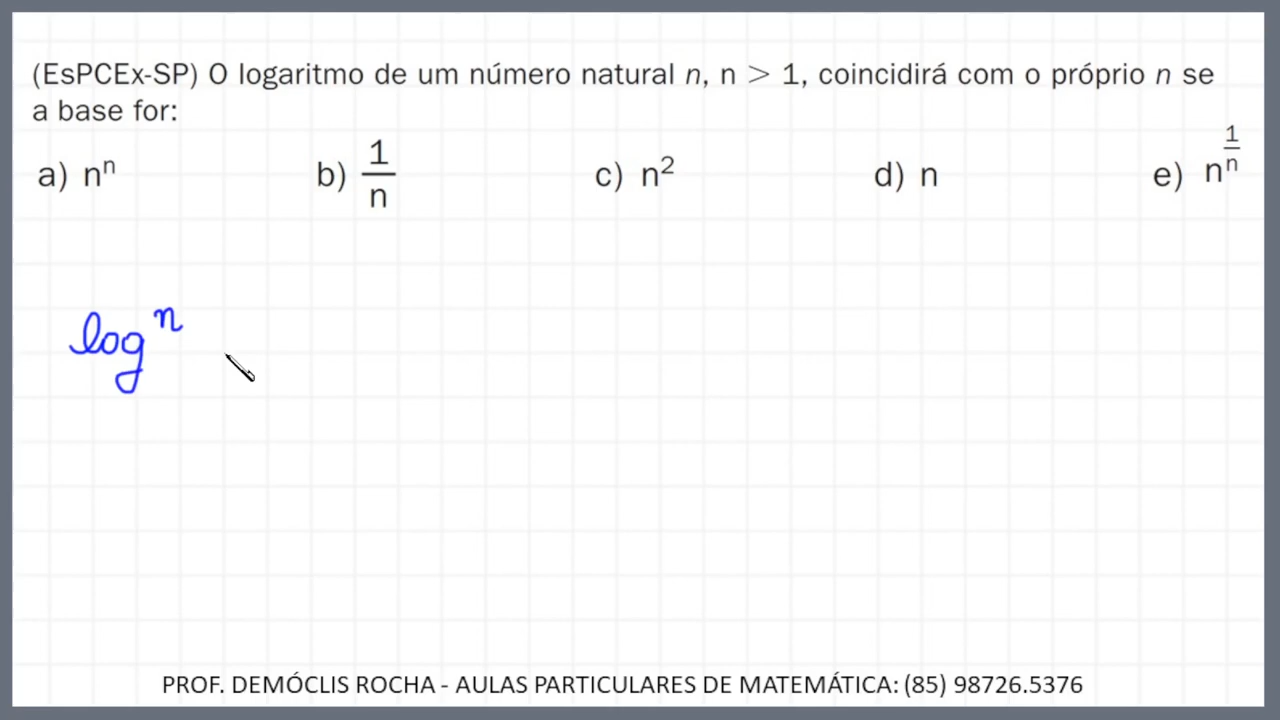 (EsPCEx-SP) O logaritmo de um número natural n, n > 1, coincidirá com o próprio n se
a base for:
a) nⁿ b) 1/n c) n² d) n e) n^(1/n)
log n
PROF. DEMÓCLIS ROCHA - AULAS PARTICULARES DE MATEMÁTICA: (85) 98726.5376